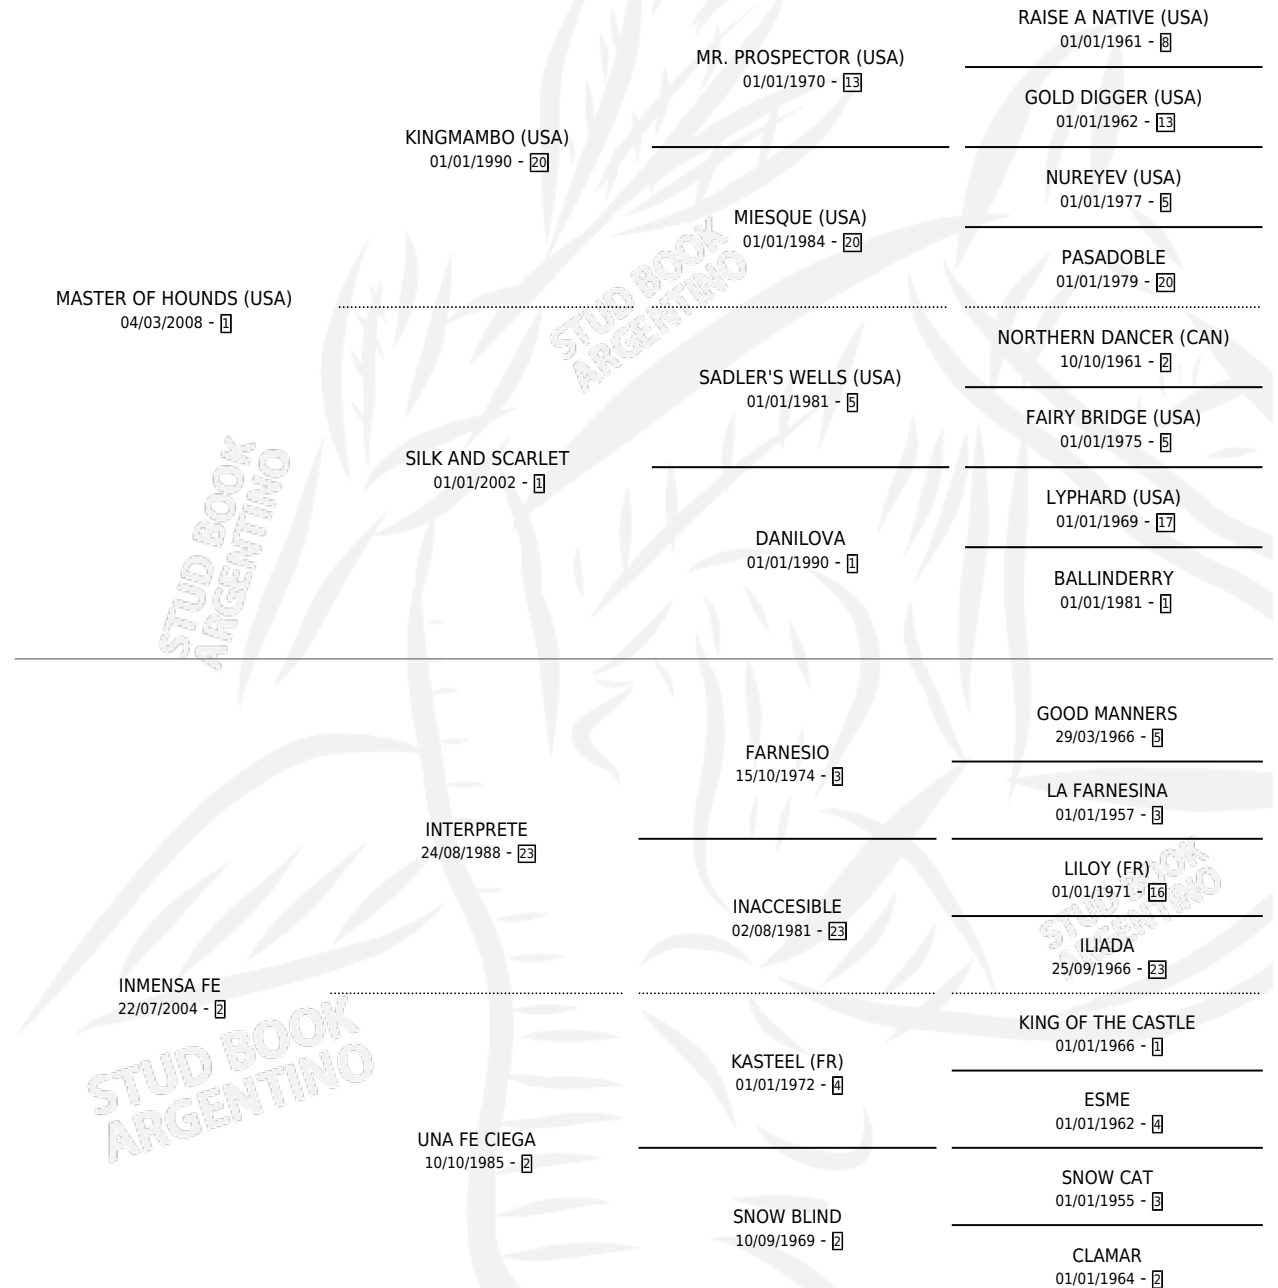 RAISE A NATIVE (USA)
01/01/1961 - 8
MR. PROSPECTOR (USA)
01/01/1970 - 13
GOLD DIGGER (USA)
01/01/1962 - 13
KINGMAMBO (USA)
01/01/1990 - 20
NUREYEV (USA)
01/01/1977 - 5
MIESQUE (USA)
01/01/1984 - 20
PASADOBLE
01/01/1979 - 20
MASTER OF HOUNDS (USA)
04/03/2008 - 1
NORTHERN DANCER (CAN)
10/10/1961 - 2
SADLER'S WELLS (USA)
01/01/1981 - 5
FAIRY BRIDGE (USA)
01/01/1975 - 5
SILK AND SCARLET
01/01/2002 - 1
LYPHARD (USA)
01/01/1969 - 17
DANILOVA
01/01/1990 - 1
BALLINDERRY
01/01/1981 - 1
GOOD MANNERS
29/03/1966 - 5
FARNESIO
15/10/1974 - 3
LA FARNESINA
01/01/1957 - 3
INTERPRETE
24/08/1988 - 23
LILOY (FR)
01/01/1971 - 16
INACCESIBLE
02/08/1981 - 23
ILIADA
25/09/1966 - 23
INMENSA FE
22/07/2004 - 2
KING OF THE CASTLE
01/01/1966 - 1
KASTEEL (FR)
01/01/1972 - 4
ESME
01/01/1962 - 4
UNA FE CIEGA
10/10/1985 - 2
SNOW CAT
01/01/1955 - 3
SNOW BLIND
10/09/1969 - 2
CLAMAR
01/01/1964 - 2
STUD BOOK
ARGENTINO
STUD BOOK
ARGENTINO
STUD BOOK
ARGENTINO
STUD BOOK
ARGENTINO